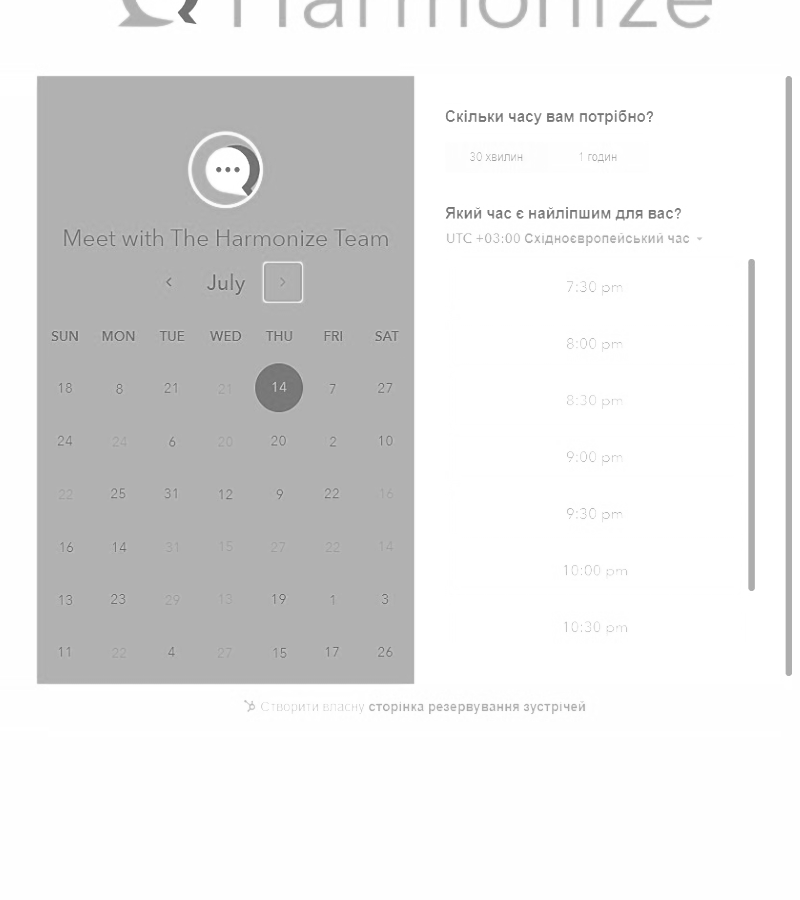 Harmonize
Meet with The Harmonize Team
July
SUN MON TUE WED THU FRI SAT
18 8 21 21 14 7 27
24 24 6 20 20 2 10
22 25 31 12 9 22 16
16 14 31 15 27 22 14
13 23 29 13 19 1 3
11 22 4 27 15 17 26
Скільки часу вам потрібно?
30 хвилин 1 годин
Який час є найліпшим для вас?
UTC +03:00 Східноєвропейський час
7:30 pm
8:00 pm
8:30 pm
9:00 pm
9:30 pm
10:00 pm
10:30 pm
Створити власну сторінка резервування зустрічей